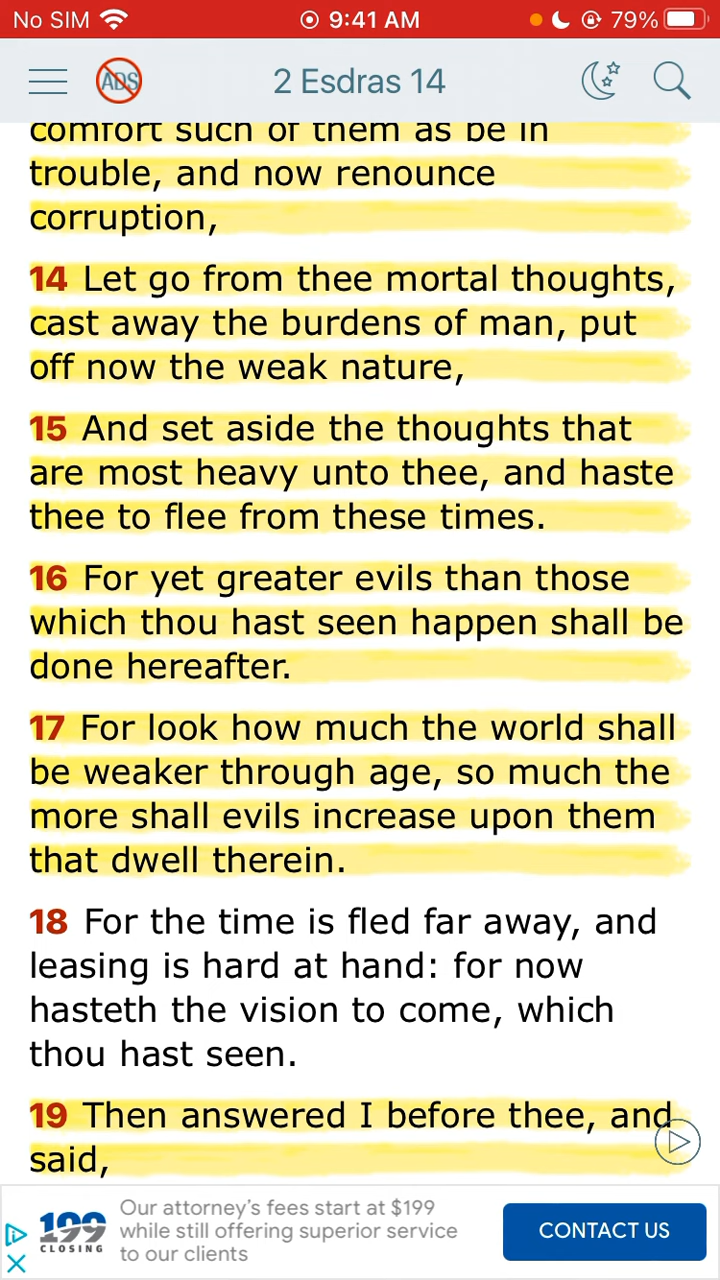 No SIM 9:41 AM 79%
ADS 2 Esdras 14
comfort such of them as be in
trouble, and now renounce
corruption,
14 Let go from thee mortal thoughts,
cast away the burdens of man, put
off now the weak nature,
15 And set aside the thoughts that
are most heavy unto thee, and haste
thee to flee from these times.
16 For yet greater evils than those
which thou hast seen happen shall be
done hereafter.
17 For look how much the world shall
be weaker through age, so much the
more shall evils increase upon them
that dwell therein.
18 For the time is fled far away, and
leasing is hard at hand: for now
hasteth the vision to come, which
thou hast seen.
19 Then answered I before thee, and
said,
199
CLOSING
Our attorney's fees start at $199
while still offering superior service
to our clients
CONTACT US